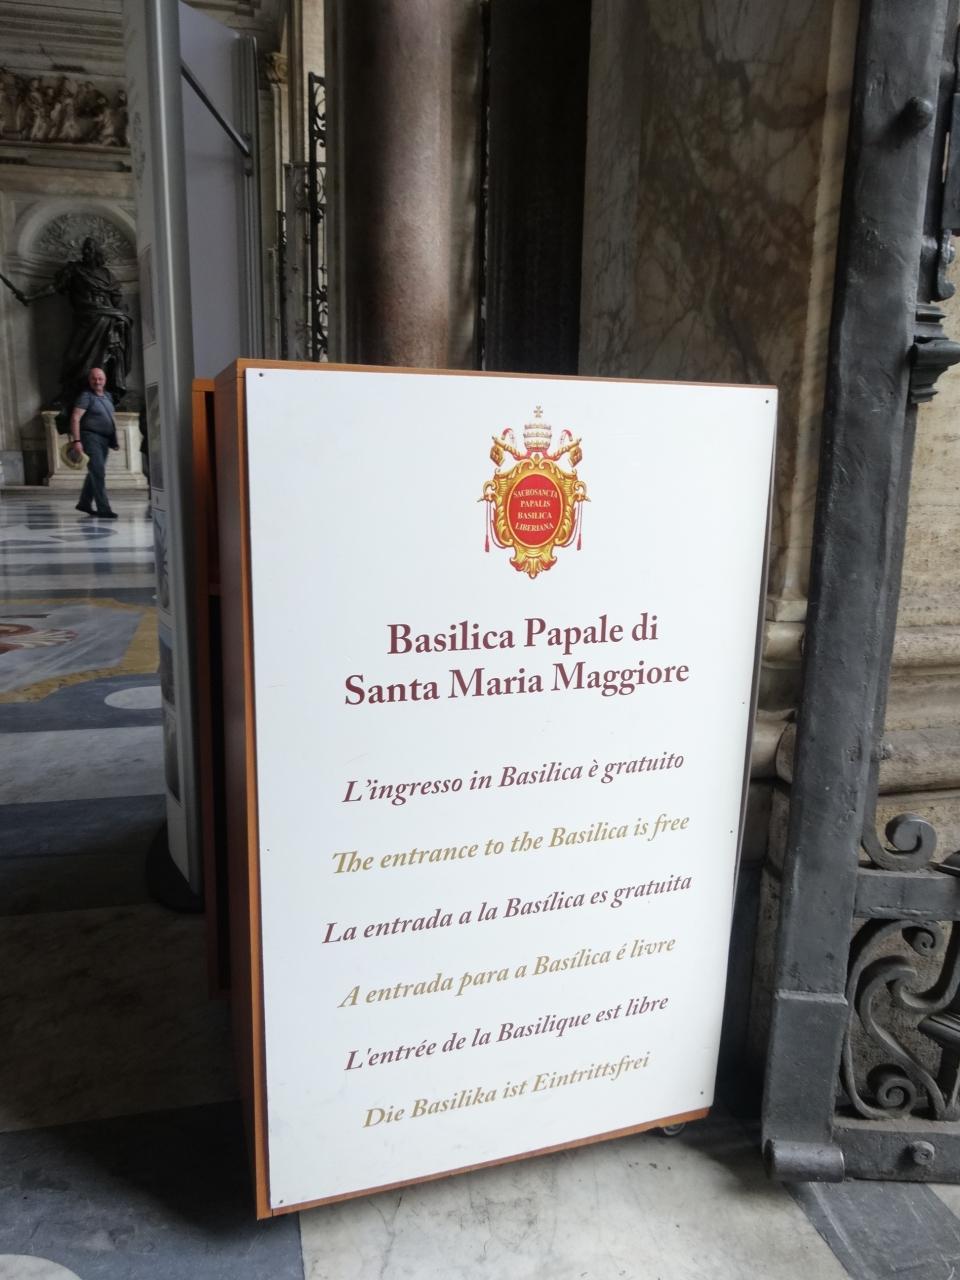 SACROSANCTA
PAPALIS
BASILICA
LIBERIANA
Basilica Papale di
Santa Maria Maggiore
L'ingresso in Basilica è gratuito
The entrance to the Basilica is free
La entrada a la Basílica es gratuita
A entrada para a Basílica é livre
L'entrée de la Basilique est libre
Die Basilika ist Eintrittsfrei